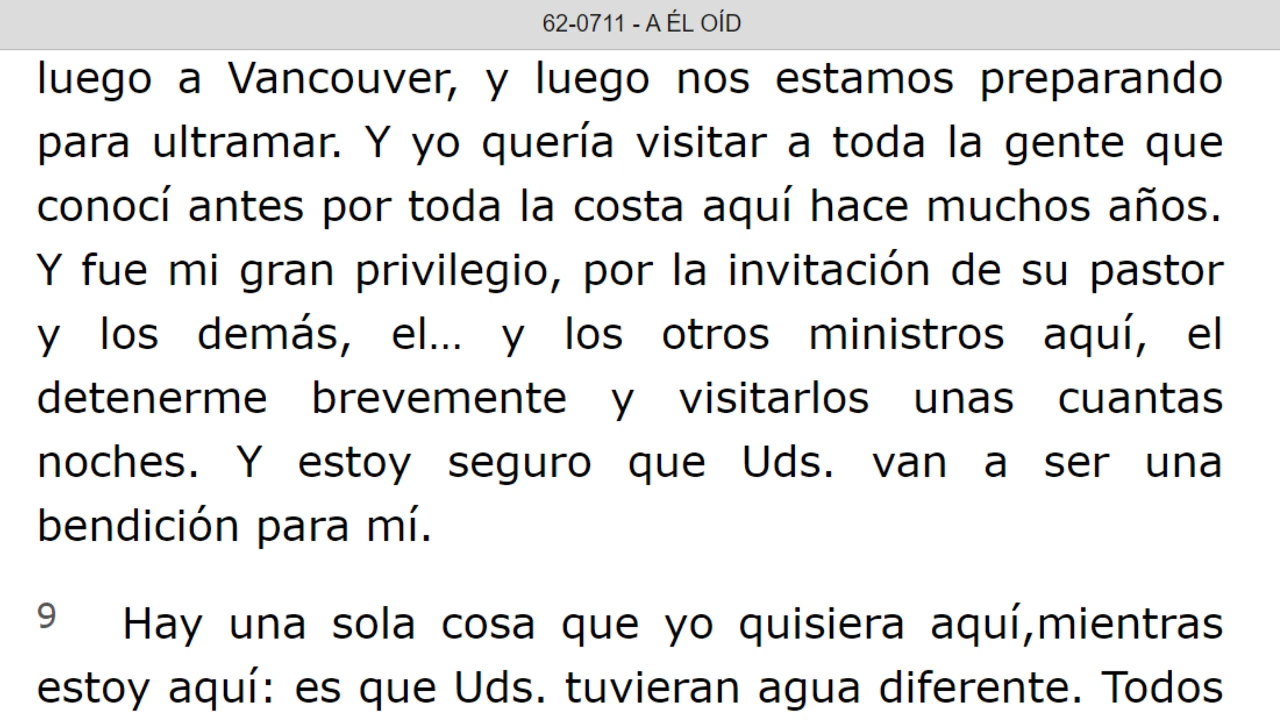 62-0711 - A ÉL OÍD
luego a Vancouver, y luego nos estamos preparando
para ultramar. Y yo quería visitar a toda la gente que
conocí antes por toda la costa aquí hace muchos años.
Y fue mi gran privilegio, por la invitación de su pastor
y los demás, el... y los otros ministros aquí, el
detenerme brevemente y visitarlos unas cuantas
noches. Y estoy seguro que Uds. van a ser una
bendición para mí.
9 Hay una sola cosa que yo quisiera aquí,mientras
estoy aquí: es que Uds. tuvieran agua diferente. Todos